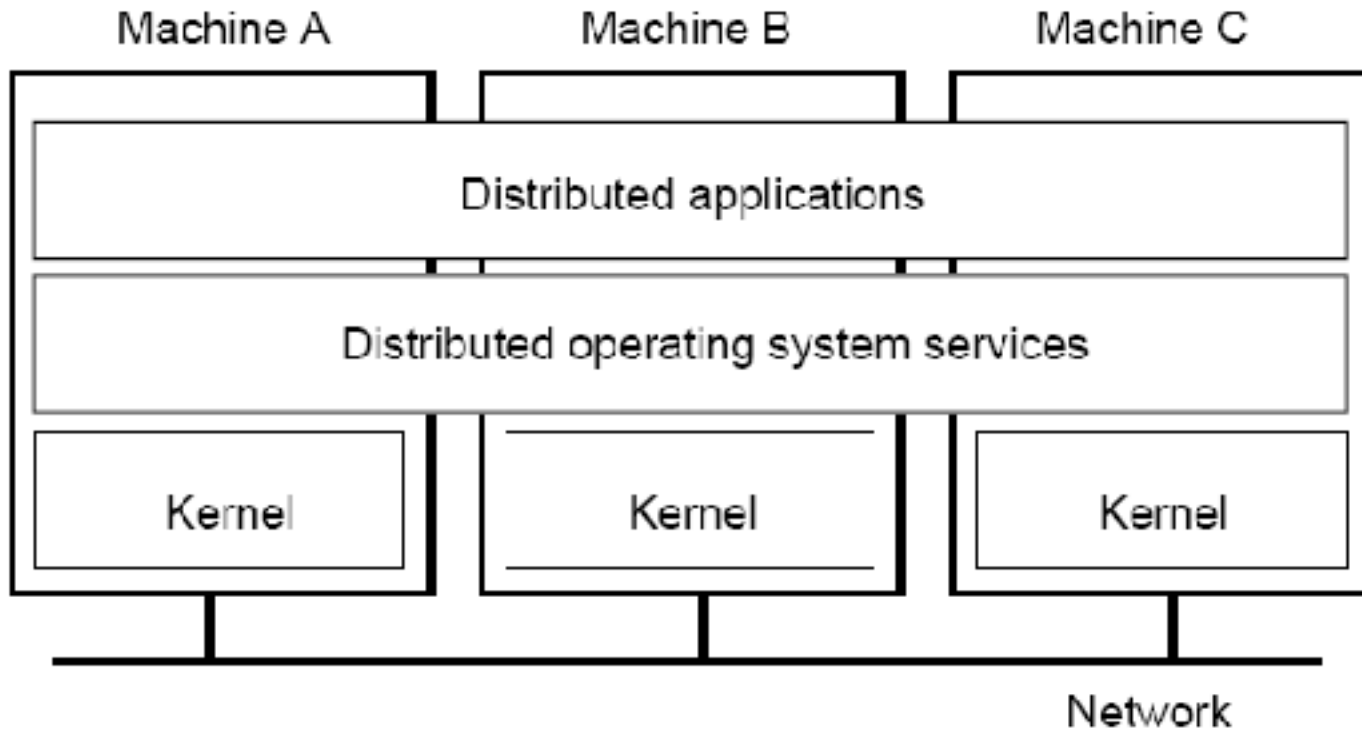 Machine A
Machine B
Machine C
Distributed applications
Distributed operating system services
Kernel
Kernel
Kernel
Network